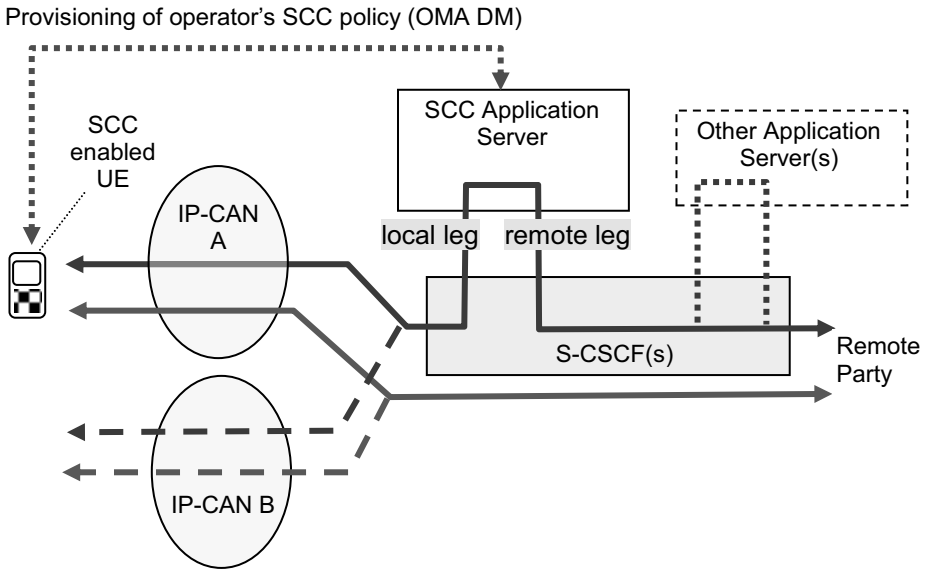 Provisioning of operator’s SCC policy (OMA DM)
SCC
enabled
UE
IP-CAN
A
SCC Application
Server
Other Application
Server(s)
local leg
remote leg
S-CSCF(s)
Remote
Party
IP-CAN B